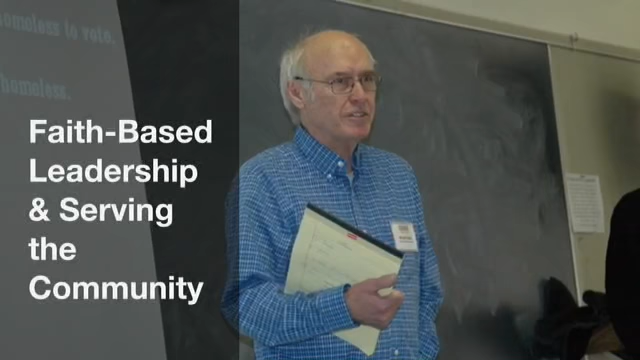 homeless to vote.
homeless.
Faith-Based
Leadership
& Serving
the
Community